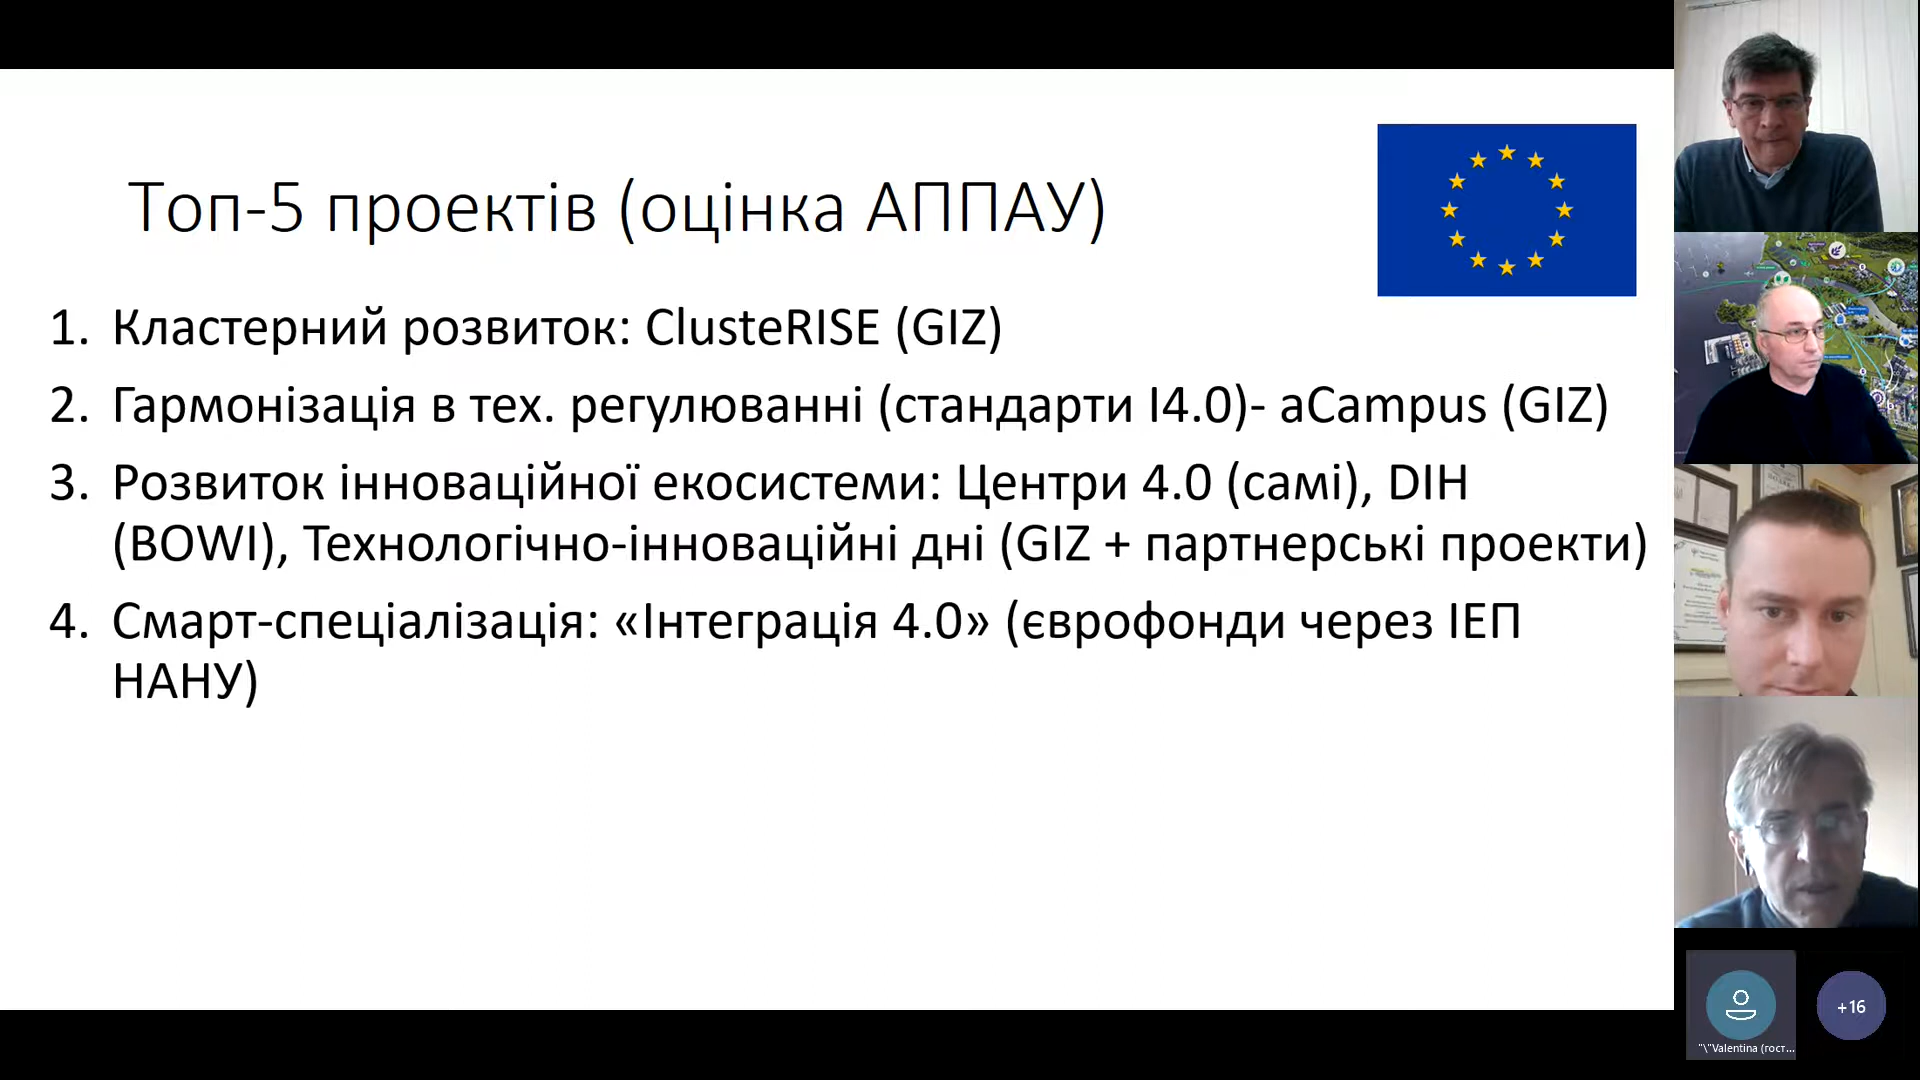 Топ-5 проектів (оцінка АППАУ)
1. Кластерний розвиток: ClusteRISE (GIZ)
2. Гармонізація в тех. регулюванні (стандарти І4.0)- aCampus (GIZ)
3. Розвиток інноваційної екосистеми: Центри 4.0 (самі), DIH
(BOWI), Технологічно-інноваційні дні (GIZ + партнерські проекти)
4. Смарт-спеціалізація: «Інтеграція 4.0» (єврофонди через ІЕП
НАНУ)
"\"Valentina (гост...
+16